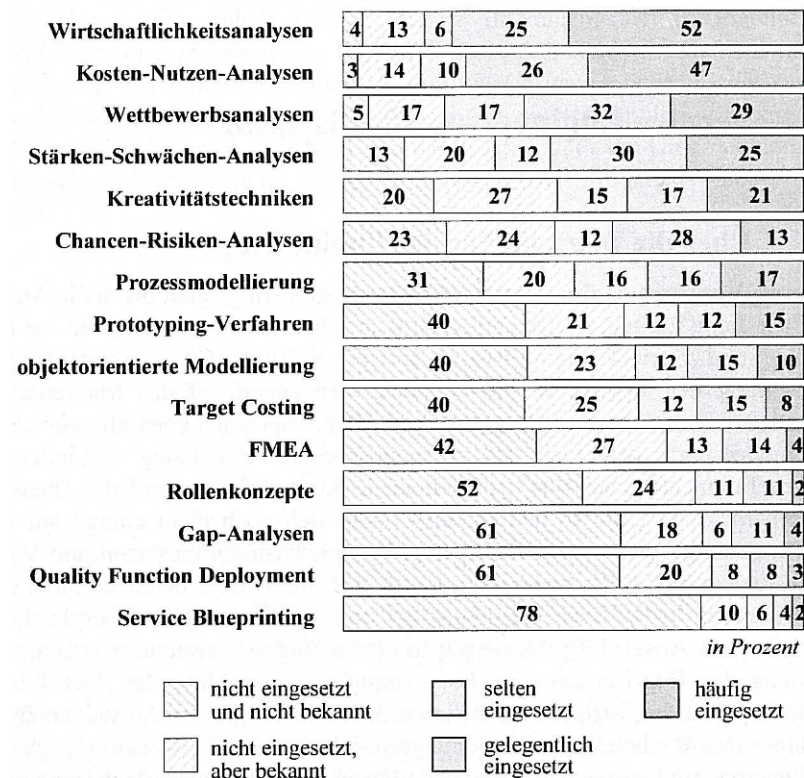 Wirtschaftlichkeitsanalysen 4 13 6 25 52
Kosten-Nutzen-Analysen 3 14 10 26 47
Wettbewerbsanalysen 5 17 17 32 29
Stärken-Schwächen-Analysen 13 20 12 30 25
Kreativitätstechniken 20 27 15 17 21
Chancen-Risiken-Analysen 23 24 12 28 13
Prozessmodellierung 31 20 16 16 17
Prototyping-Verfahren 40 21 12 12 15
objektorientierte Modellierung 40 23 12 15 10
Target Costing 40 25 12 15 8
FMEA 42 27 13 14 4
Rollenkonzepte 52 24 11 11 2
Gap-Analysen 61 18 6 11 4
Quality Function Deployment 61 20 8 8 3
Service Blueprinting 78 10 6 4 2
in Prozent
nicht eingesetzt
und nicht bekannt
selten
eingesetzt
häufig
eingesetzt
nicht eingesetzt,
aber bekannt
gelegentlich
eingesetzt